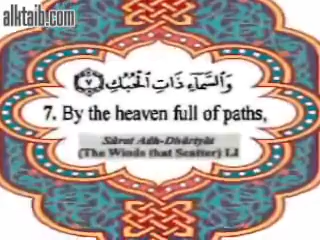 alktaib.com
وَالسَّمَاءِ ذَاتِ الْحُبُكِ ﴿٧﴾
7. By the heaven full of paths,
Sûrat Adh-Dhâriyât
(The Winds that Scatter) LI